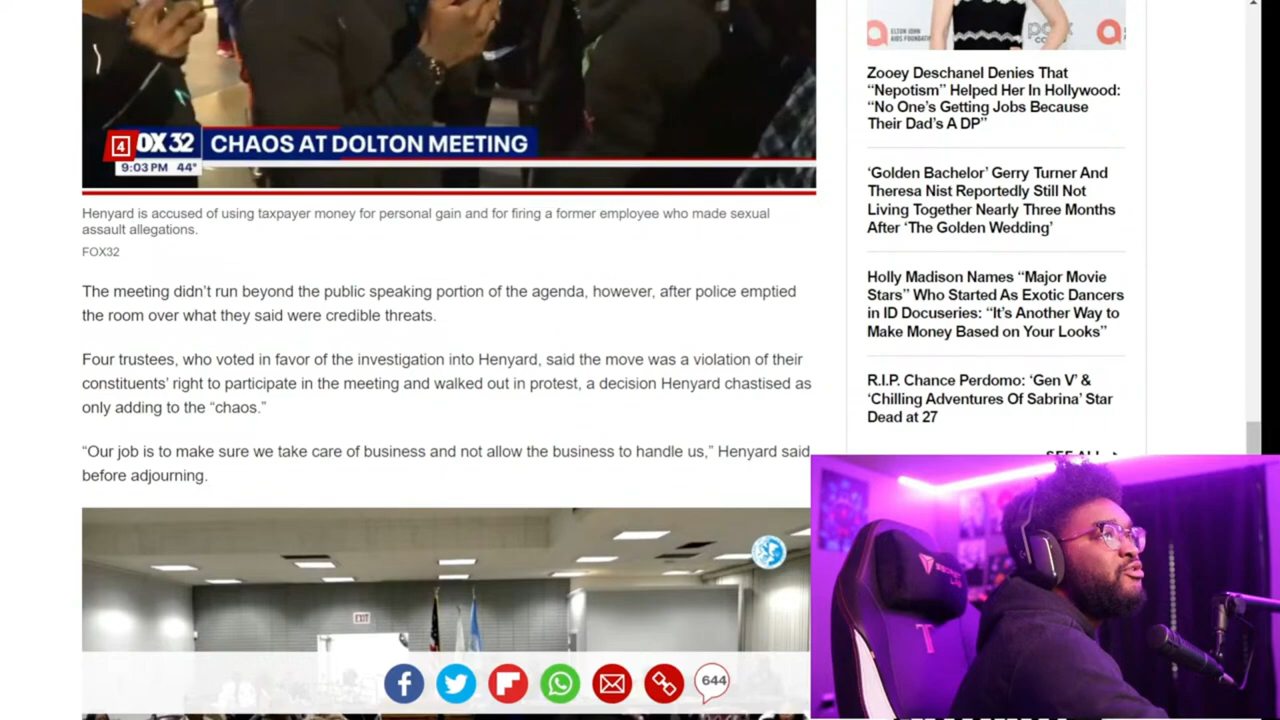 4
OX 32
CHAOS AT DOLTON MEETING
9:03 PM 44°
Henyard is accused of using taxpayer money for personal gain and for firing a former employee who made sexual
assault allegations.
FOX32
The meeting didn’t run beyond the public speaking portion of the agenda, however, after police emptied
the room over what they said were credible threats.
Four trustees, who voted in favor of the investigation into Henyard, said the move was a violation of their
constituents’ right to participate in the meeting and walked out in protest, a decision Henyard chastised as
only adding to the “chaos.”
“Our job is to make sure we take care of business and not allow the business to handle us,” Henyard said
before adjourning.
EXIT
644
ELTON JOHN
AIDS FOUNDAT
Zooey Deschanel Denies That
“Nepotism” Helped Her In Hollywood:
“No One’s Getting Jobs Because
Their Dad’s A DP”
‘Golden Bachelor’ Gerry Turner And
Theresa Nist Reportedly Still Not
Living Together Nearly Three Months
After ‘The Golden Wedding’
Holly Madison Names “Major Movie
Stars” Who Started As Exotic Dancers
in ID Docuseries: “It’s Another Way to
Make Money Based on Your Looks”
R.I.P. Chance Perdomo: ‘Gen V’ &
‘Chilling Adventures Of Sabrina’ Star
Dead at 27
SEE ALL